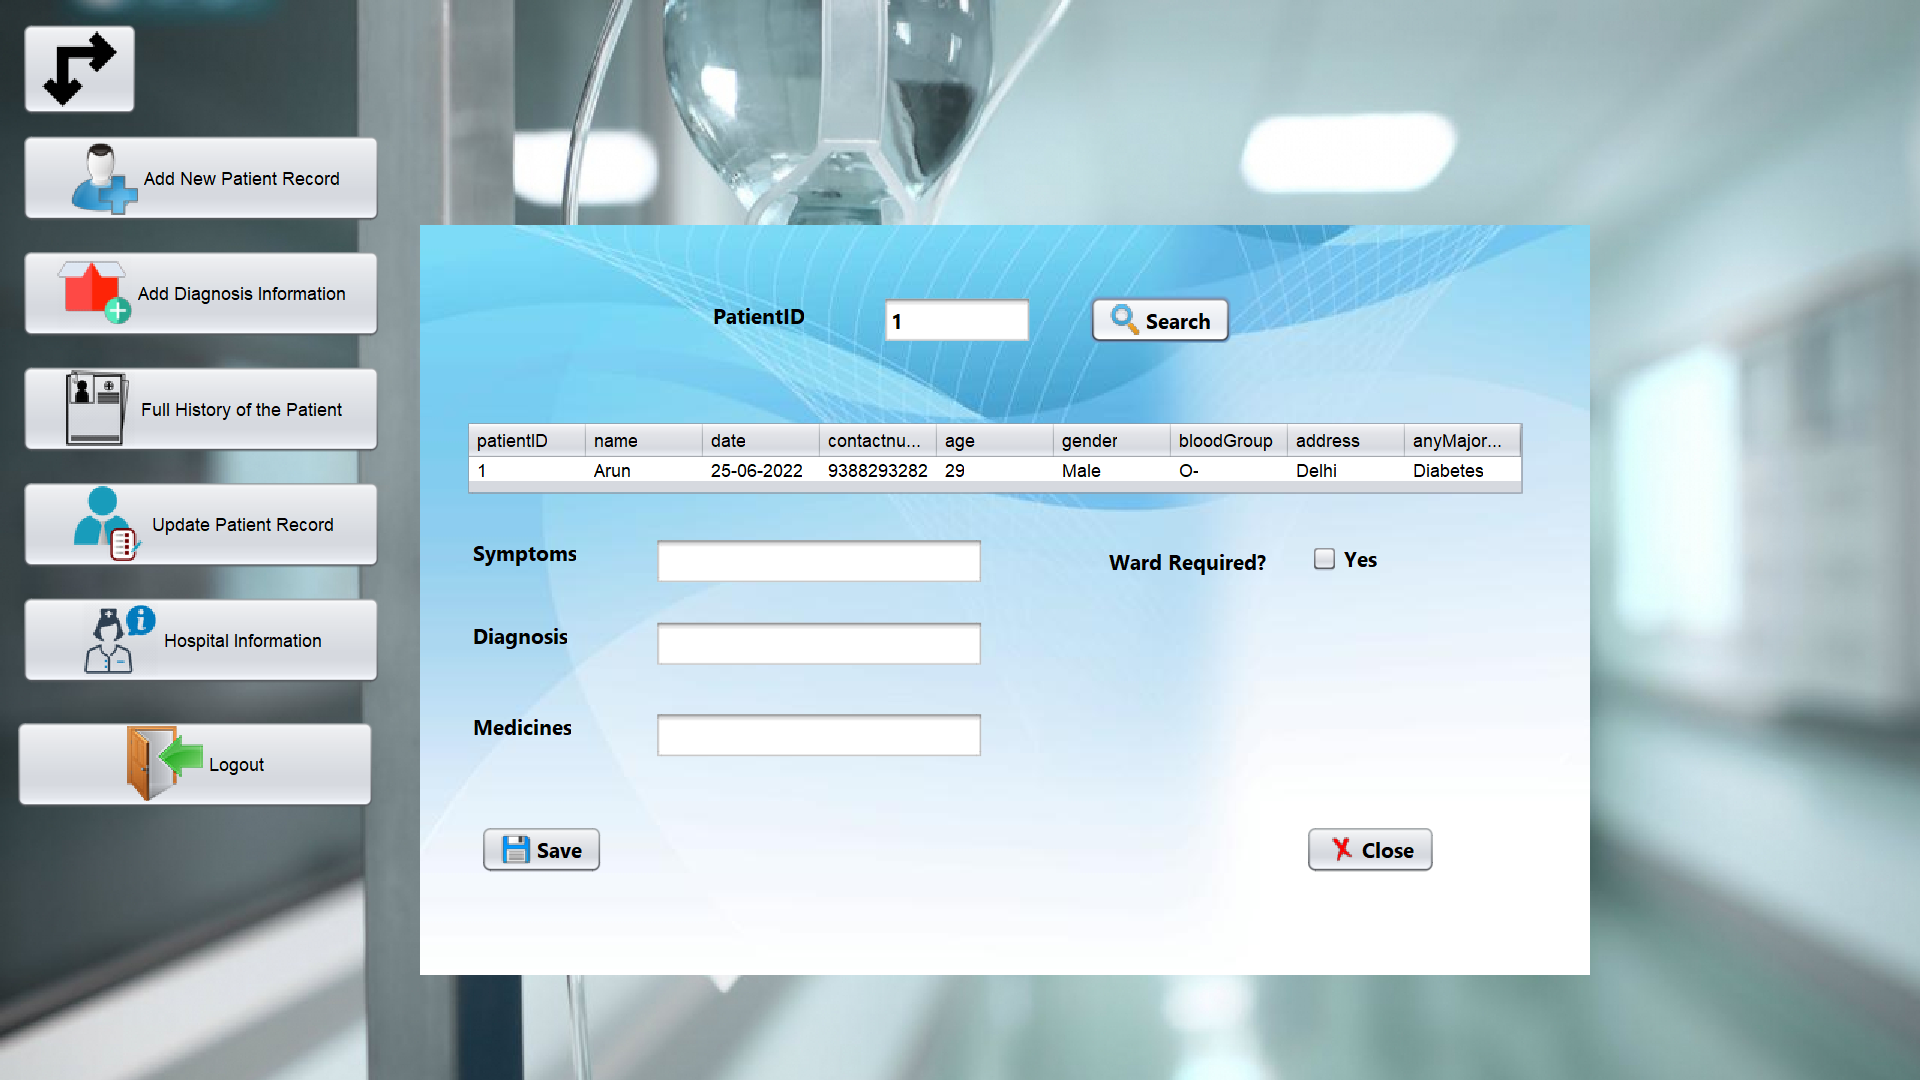 Add New Patient Record
Add Diagnosis Information
Full History of the Patient
Update Patient Record
Hospital Information
Logout
PatientID 1 Search
patientID name date contactnu... age gender bloodGroup address anyMajor...
1 Arun 25-06-2022 9388293282 29 Male O- Delhi Diabetes
Symptoms Ward Required? Yes
Diagnosis
Medicines
Save Close